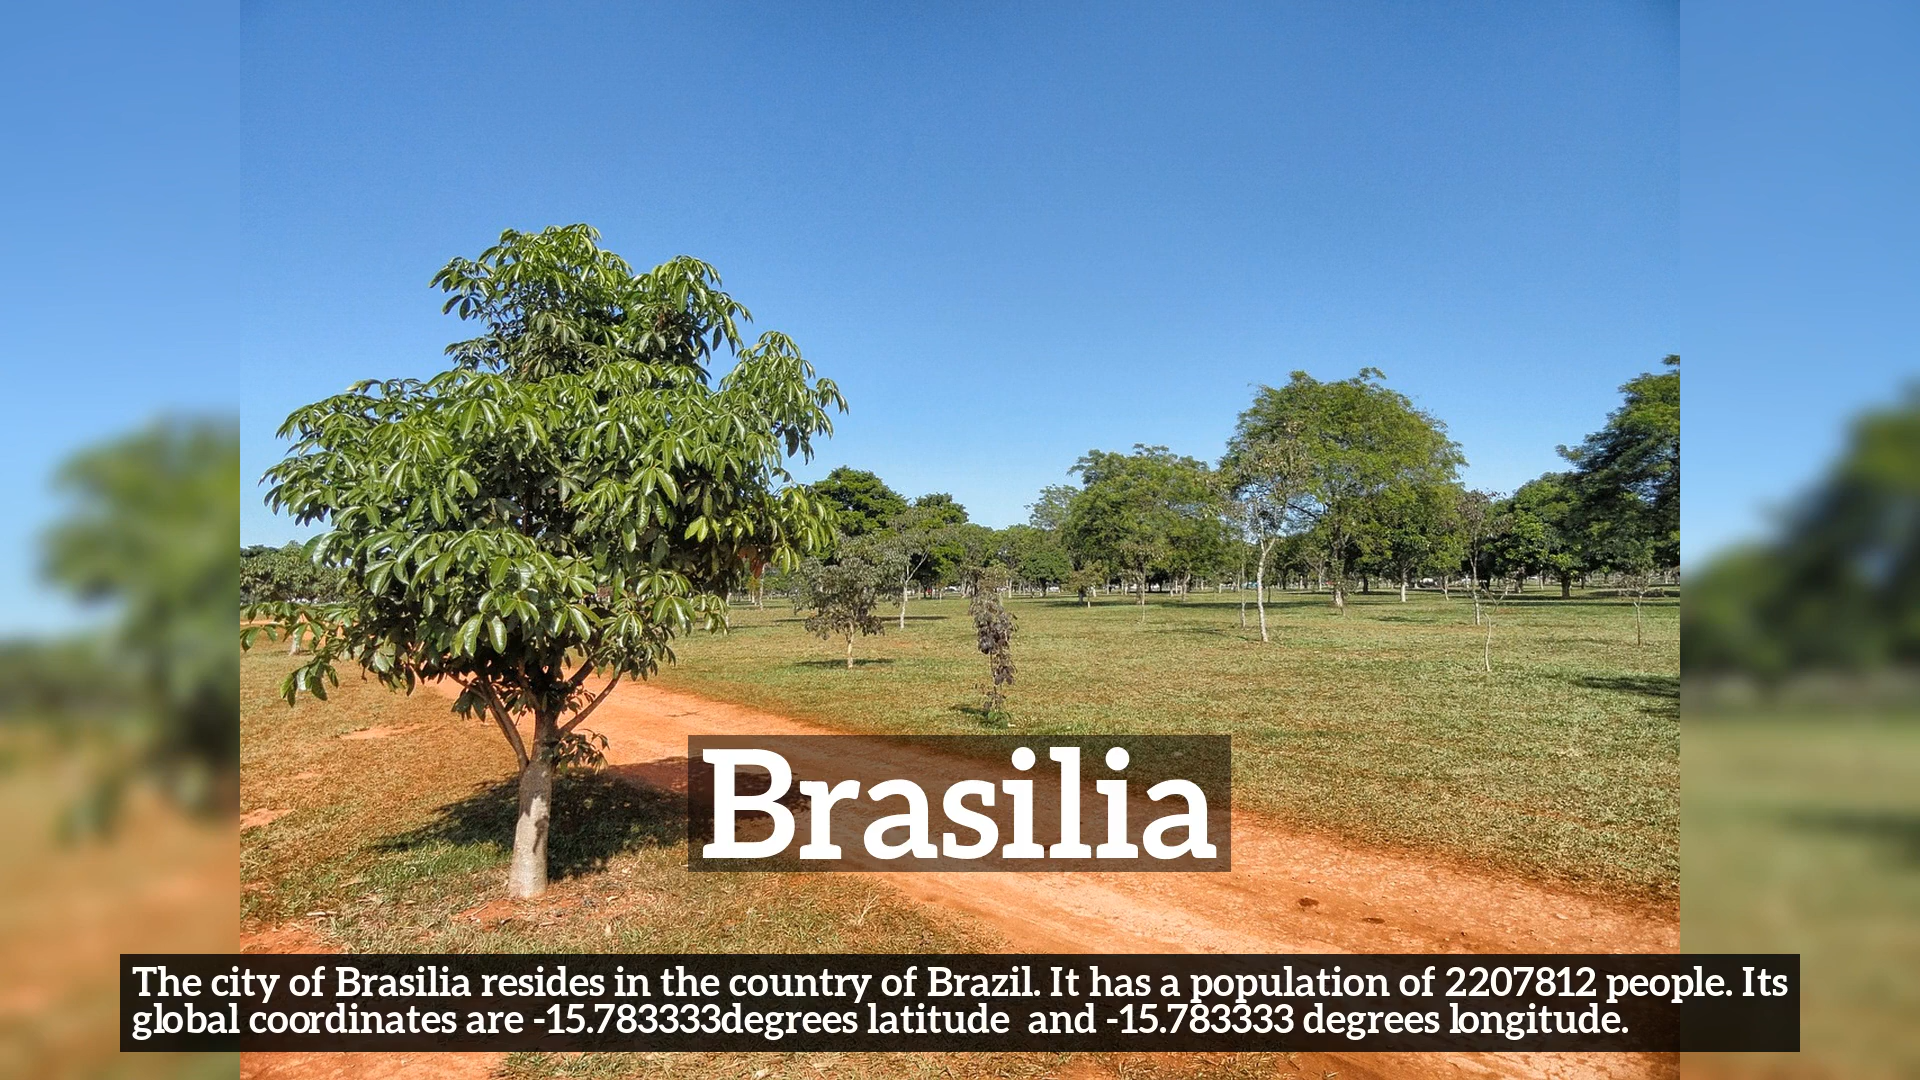 Brasilia
The city of Brasilia resides in the country of Brazil. It has a population of 2207812 people. Its
global coordinates are -15.783333degrees latitude  and -15.783333 degrees longitude.